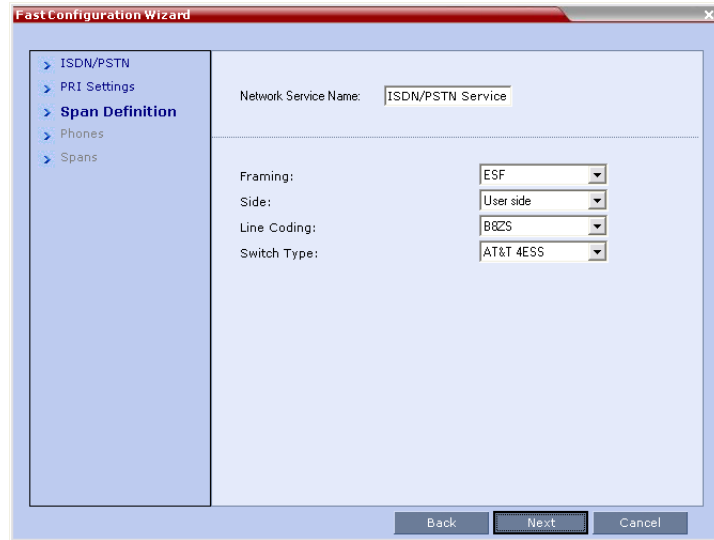 Fast Configuration Wizard
ISDN/PSTN
PRI Settings
Span Definition
Phones
Spans
Network Service Name: ISDN/PSTN Service
Framing: ESF
Side: User side
Line Coding: B8ZS
Switch Type: AT&T 4ESS
Back Next Cancel